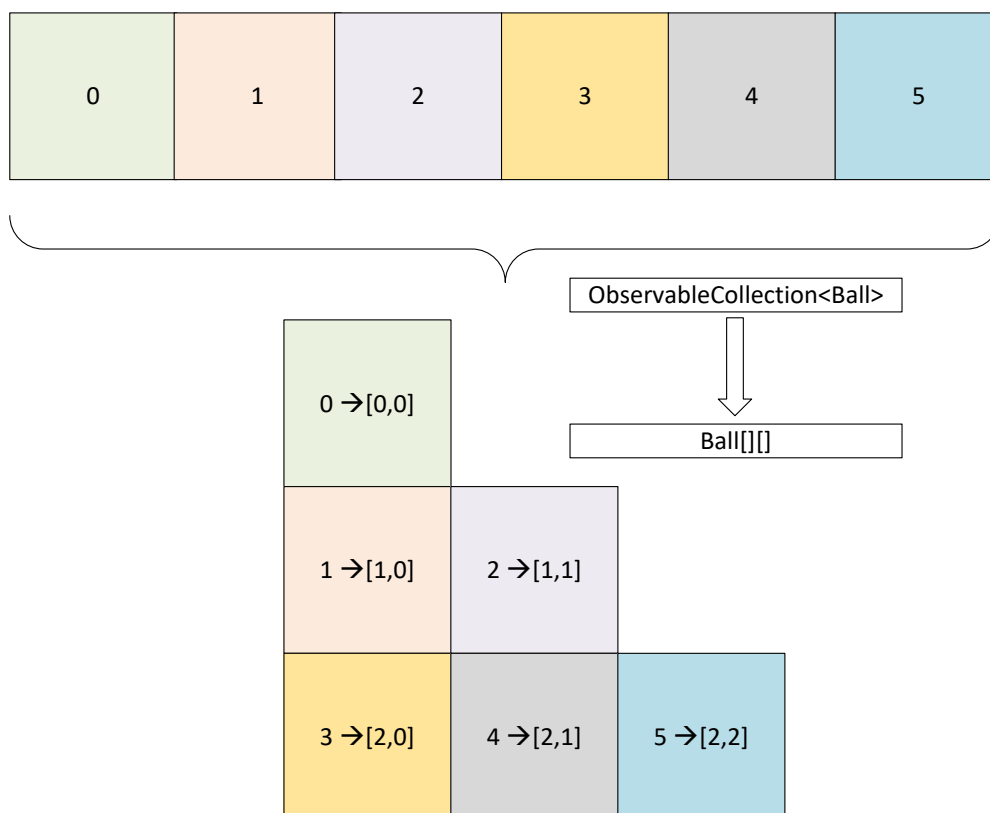 0 1 2 3 4 5
ObservableCollection<Ball>
0 →[0,0]
Ball[][]
1 →[1,0] 2 →[1,1]
3 →[2,0] 4 →[2,1] 5 →[2,2]